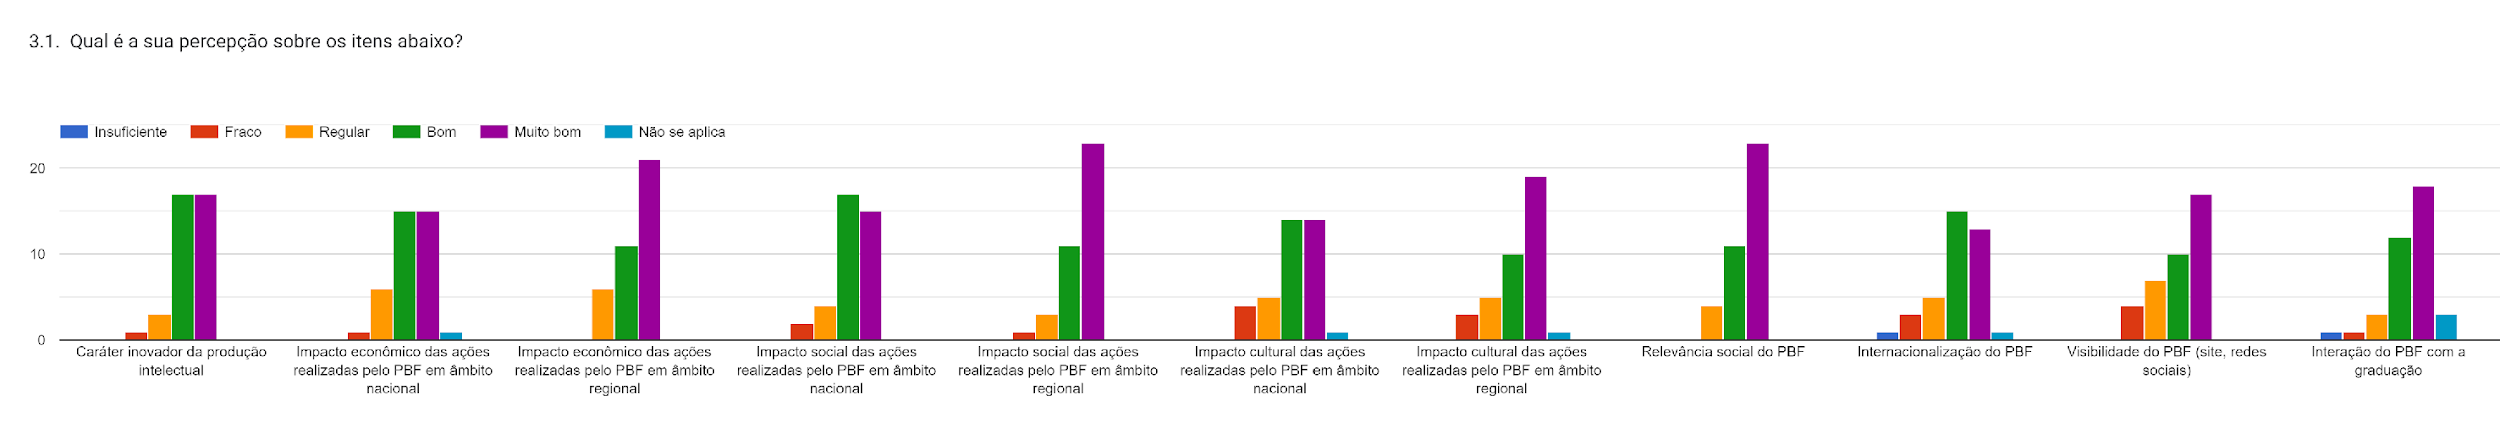 3.1. Qual é a sua percepção sobre os itens abaixo?
Insuficiente Fraco Regular Bom Muito bom Não se aplica
20
10
0
Caráter inovador da produção
intelectual
Impacto econômico das ações
realizadas pelo PBF em âmbito
nacional
Impacto econômico das ações
realizadas pelo PBF em âmbito
regional
Impacto social das ações
realizadas pelo PBF em âmbito
nacional
Impacto social das ações
realizadas pelo PBF em âmbito
regional
Impacto cultural das ações
realizadas pelo PBF em âmbito
nacional
Impacto cultural das ações
realizadas pelo PBF em âmbito
regional
Relevância social do PBF
Internacionalização do PBF
Visibilidade do PBF (site, redes
sociais)
Interação do PBF com a
graduação